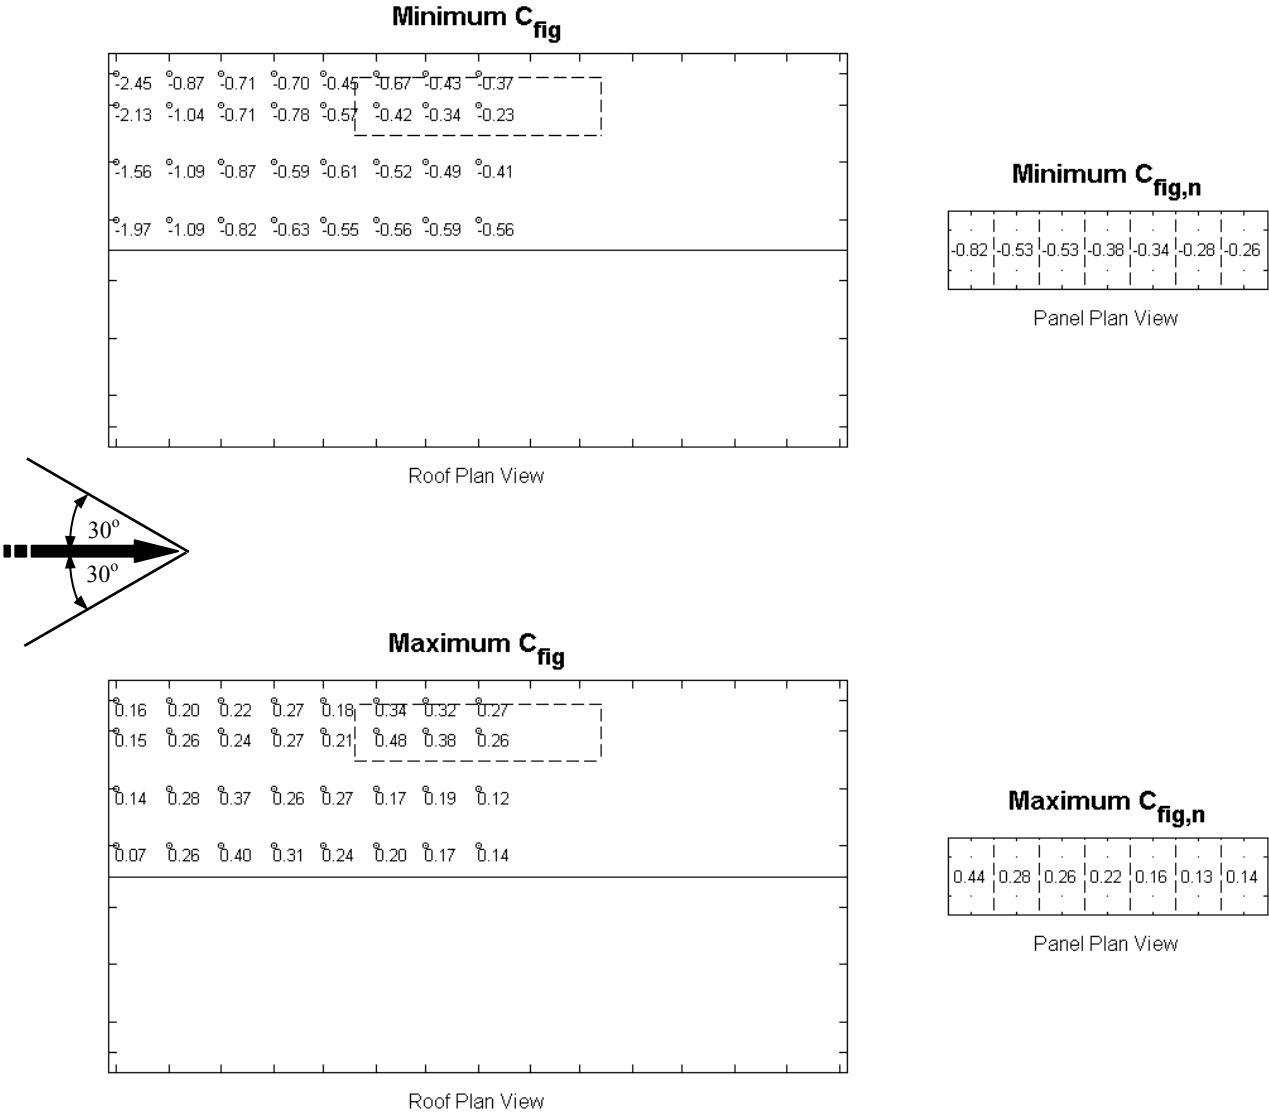 Minimum Cfig
-2.45 -0.87 -0.71 -0.70 -0.45 -0.67 -0.43 -0.37
-2.13 -1.04 -0.71 -0.78 -0.57 -0.42 -0.34 -0.23
-1.56 -1.09 -0.87 -0.59 -0.61 -0.52 -0.49 -0.41
-1.97 -1.09 -0.82 -0.63 -0.55 -0.56 -0.59 -0.56
Roof Plan View
Minimum Cfig,n
-0.82 -0.53 -0.53 -0.38 -0.34 -0.28 -0.26
Panel Plan View
30o
30o
Maximum Cfig
0.16 0.20 0.22 0.27 0.18 0.34 0.32 0.27
0.15 0.26 0.24 0.27 0.21 0.48 0.38 0.26
0.14 0.28 0.37 0.26 0.27 0.17 0.19 0.12
0.07 0.26 0.40 0.31 0.24 0.20 0.17 0.14
Roof Plan View
Maximum Cfig,n
0.44 0.28 0.26 0.22 0.16 0.13 0.14
Panel Plan View